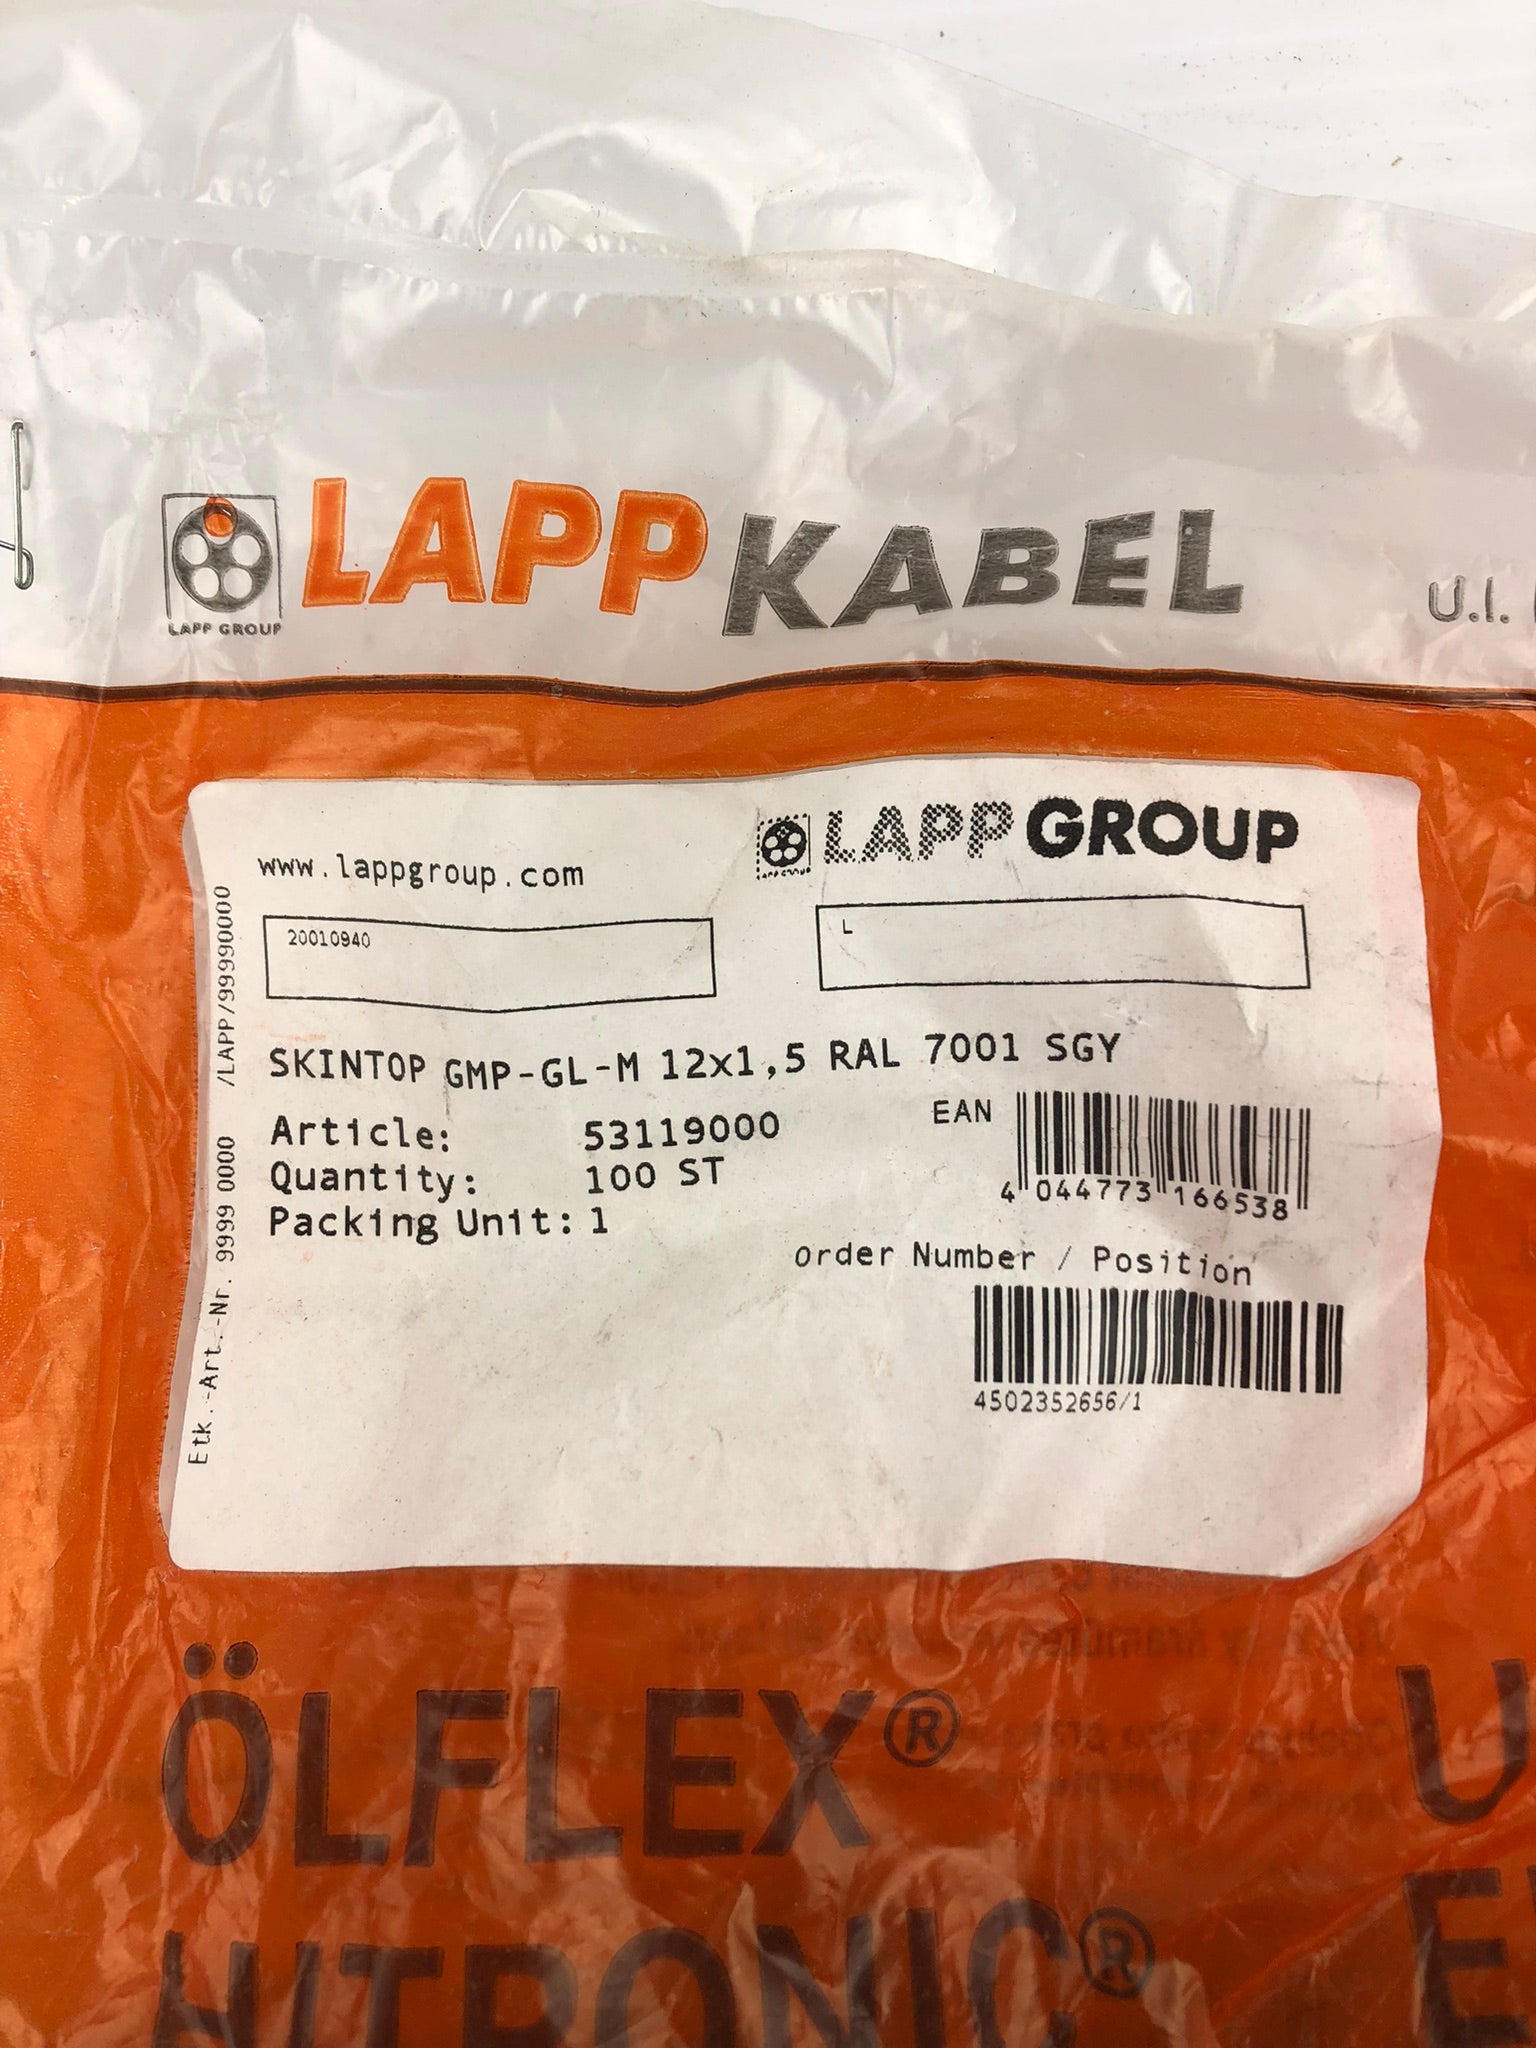 LAPP KABEL
LAPP GROUP
U.I.
www.lappgroup.com
LAPP GROUP
20010940
L
SKINTOP GMP-GL-M 12x1,5 RAL 7001 SGY
Article: 53119000
Quantity: 100 ST
Packing Unit: 1
EAN
4 044773 166538
Order Number / Position
4502352656/1
Etk.-Art.-Nr. 9999 0000 /LAPP/99990000
ÖLFLEX®
HITRONIC®
U
E